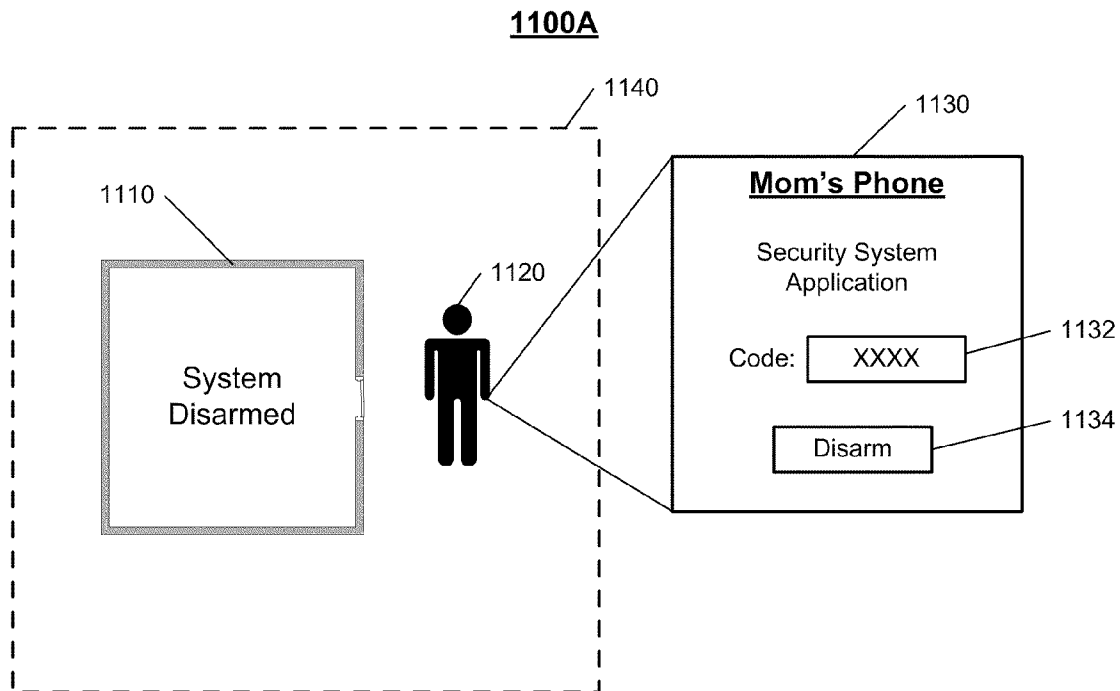 1100A
1140
1130
1110
Mom's Phone
1120
Security System
Application
1132
Code: XXXX
System
Disarmed
1134
Disarm